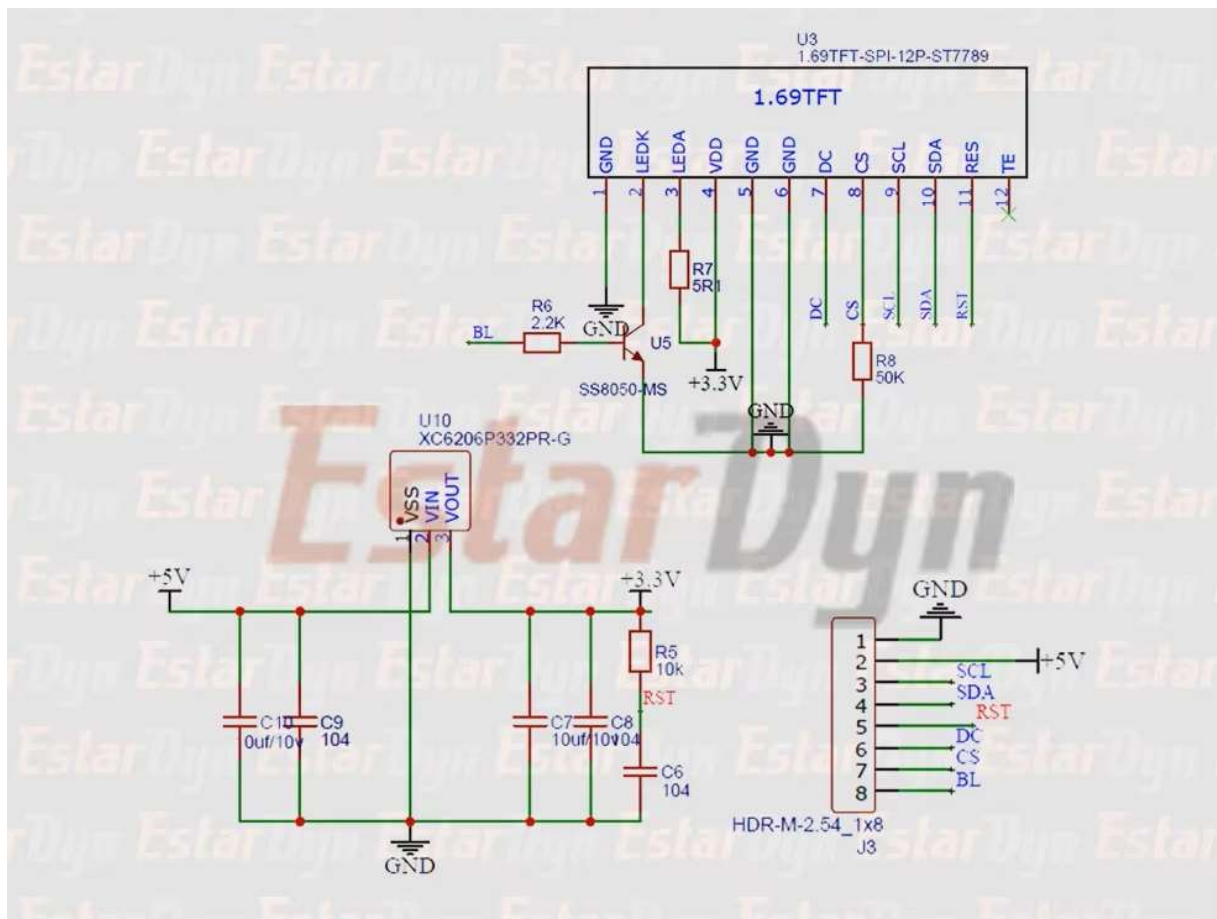 U3
1.69TFT-SPI-12P-ST7789
1.69TFT
GND
LEDK
LEDA
VDD
GND
GND
DC
CS
SCL
SDA
RES
TE
1
2
3
4
5
6
7
8
9
10
11
12
R7
5R1
DC
CS
SCL
SDA
RST
R6
2.2K
GND
BL
U5
SS8050-MS
+3.3V
R8
50K
GND
U10
XC6206P332PR-G
VSS
VIN
VOUT
1
2
3
EstarDyn
+5V
+3.3V
R5
10k
RST
C10
0uf/10v
C9
104
C7
10uf/10v
C8
104
C6
104
GND
GND
1
2
+5V
3
SCL
4
SDA
5
RST
6
DC
7
CS
8
BL
HDR-M-2.54_1x8
J3